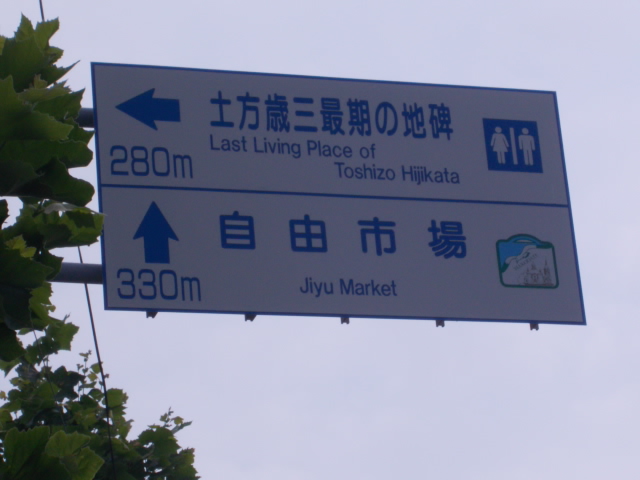 土方歳三最期の地碑
280m
Last Living Place of
Toshizo Hijikata
自由市場
330m
Jiyu Market